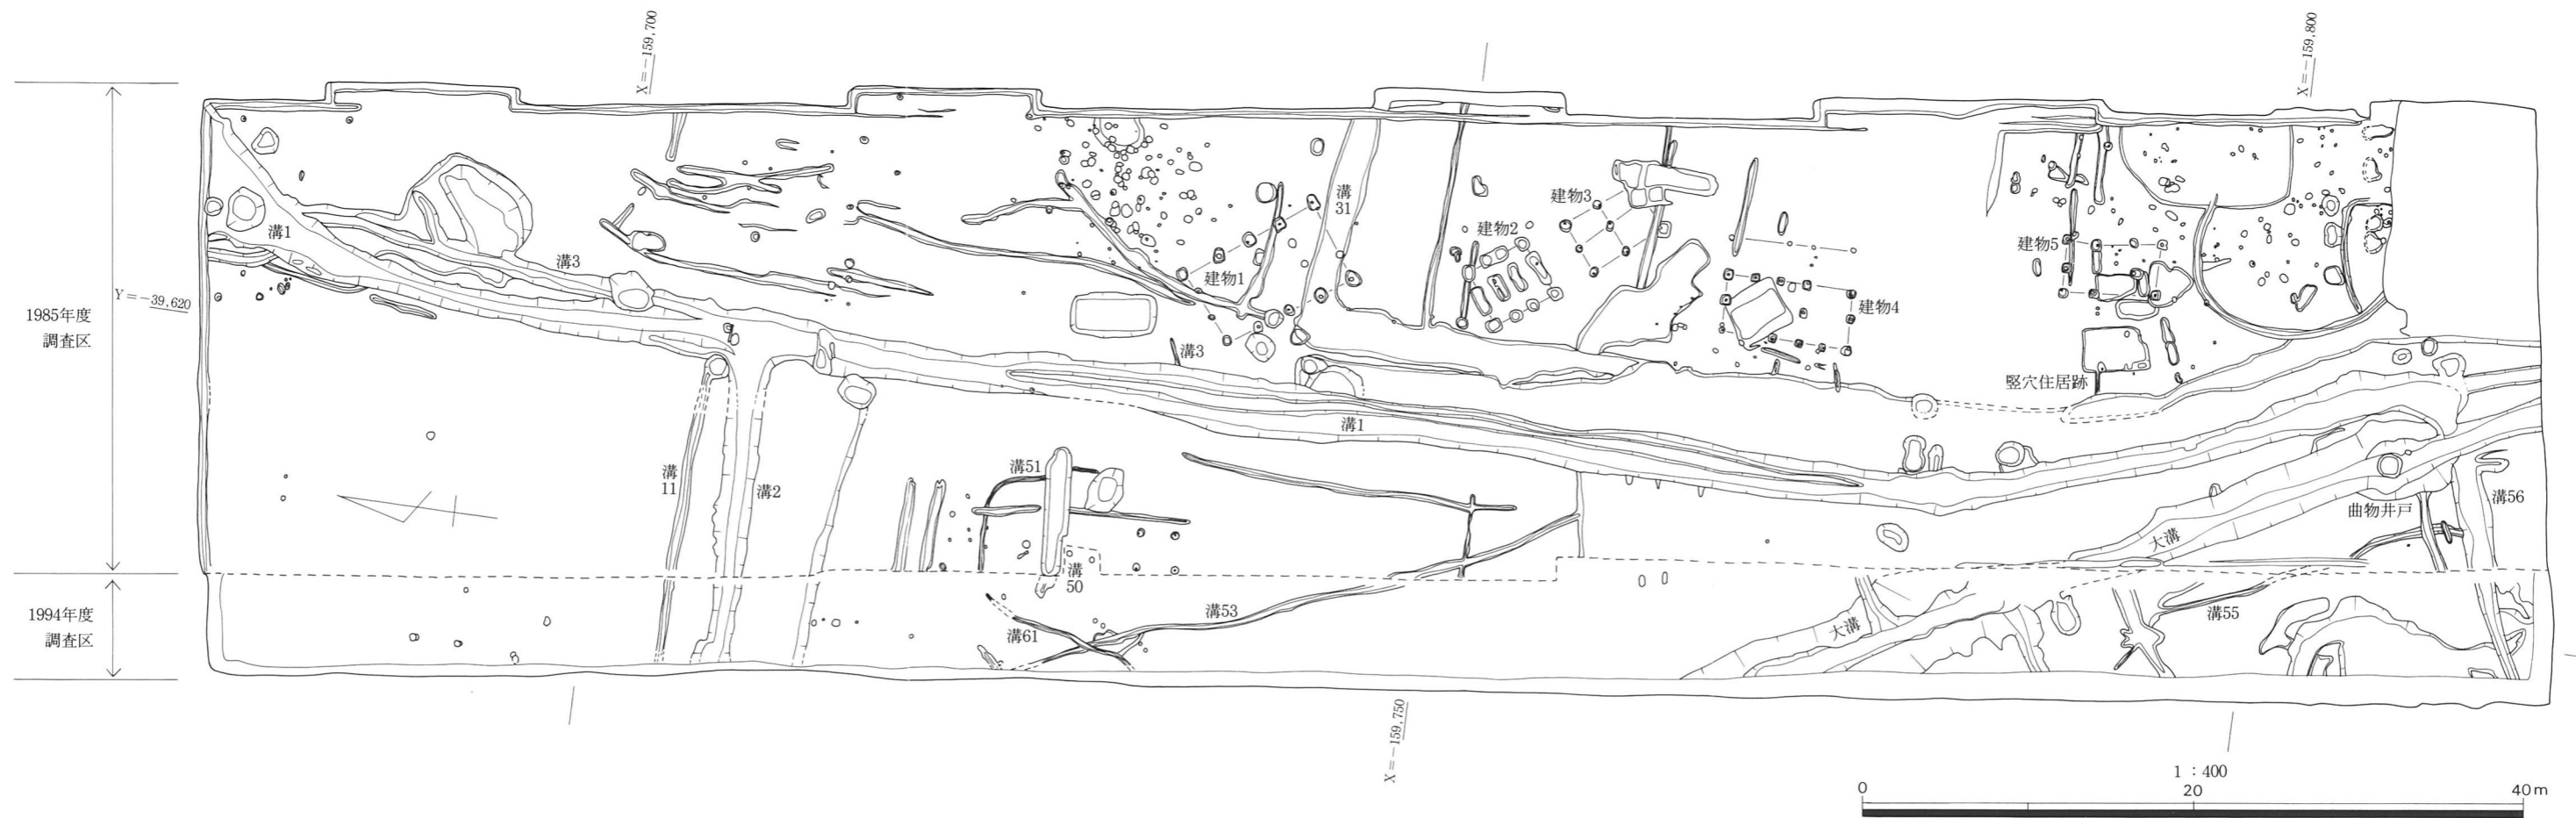 X=-159,700
X=-159,800
溝1
溝3
Y=-39,620
1985年度
調査区
建物1
溝
31
建物2
建物3
建物4
建物5
竪穴住居跡
溝3
溝1
溝
11
溝2
溝51
溝
50
溝56
曲物井戸
大溝
1994年度
調査区
溝61
溝53
大溝
溝55
X=-159,750
1：400
0
20
40m